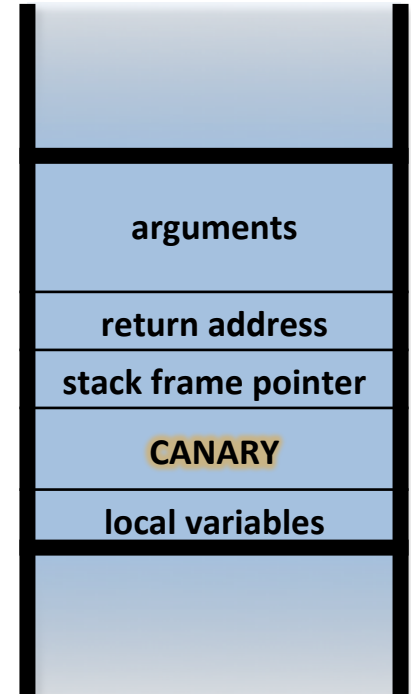 arguments
return address
stack frame pointer
CANARY
local variables